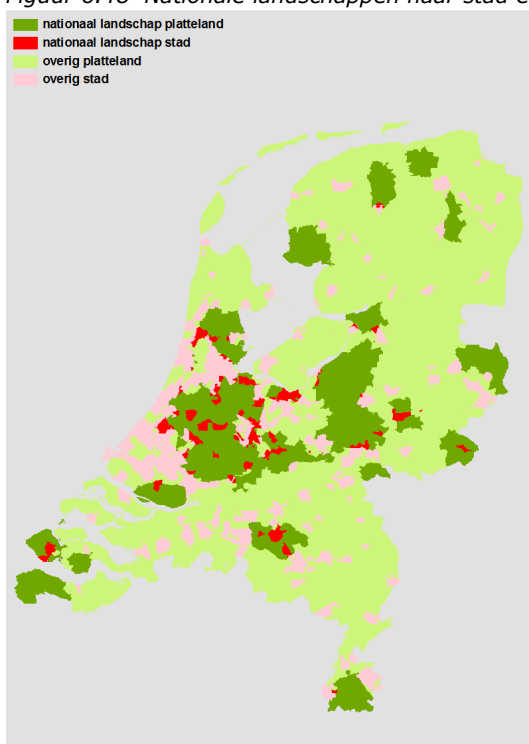 Nationale landschappen naar stad
nationaal landschap platteland
nationaal landschap stad
overig platteland
overig stad